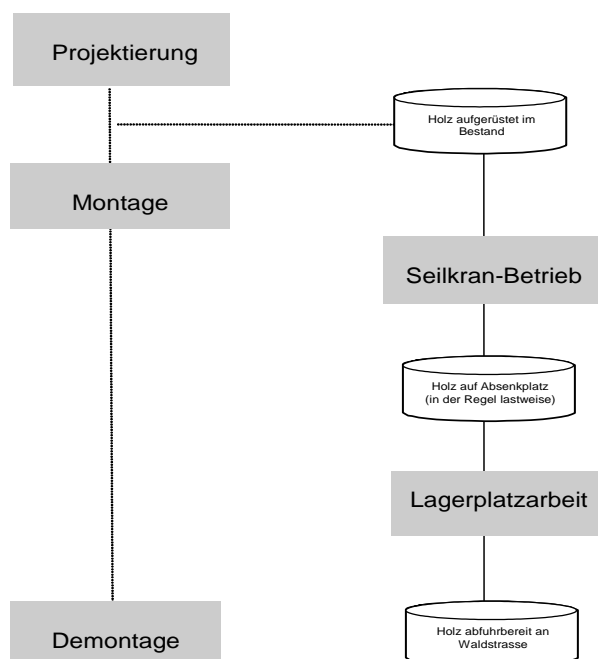 Projektierung
Holz aufgerüstet im
Bestand
Montage
Seilkran-Betrieb
Holz auf Absenkplatz
(in der Regel lastweise)
Lagerplatzarbeit
Demontage
Holz abfuhrbereit an
Waldstrasse